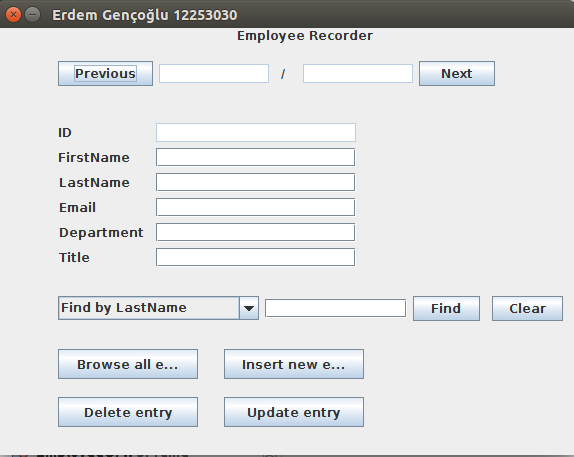 Erdem Gençoğlu 12253030
Employee Recorder
Previous / Next
ID
FirstName
LastName
Email
Department
Title
Find by LastName Find Clear
Browse all e... Insert new e...
Delete entry Update entry